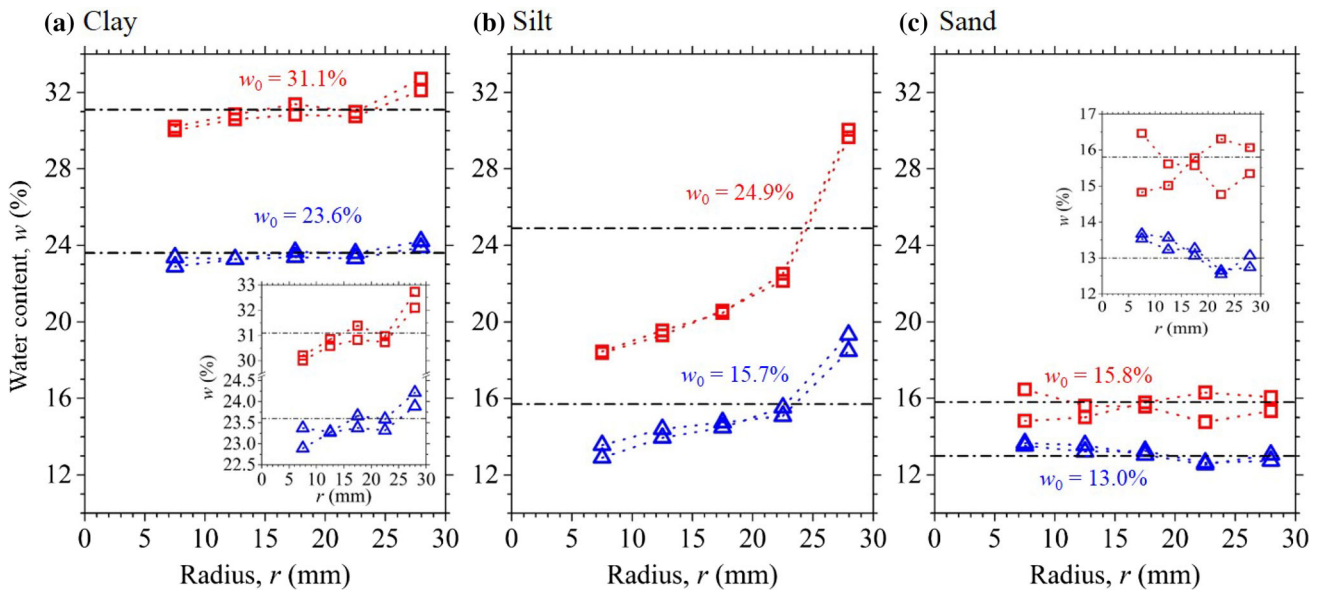 (a) Clay
(b) Silt
(c) Sand
Water content, w (%)
32
28
24
20
16
12
w0 = 31.1%
w0 = 23.6%
w (%)
33
32
31
30
24.5
24.0
23.5
23.0
22.5
0 5 10 15 20 25 30
r (mm)
0 5 10 15 20 25 30
Radius, r (mm)
w0 = 24.9%
w0 = 15.7%
0 5 10 15 20 25 30
Radius, r (mm)
w (%)
17
16
15
14
13
12
0 5 10 15 20 25 30
r (mm)
w0 = 15.8%
w0 = 13.0%
0 5 10 15 20 25 30
Radius, r (mm)